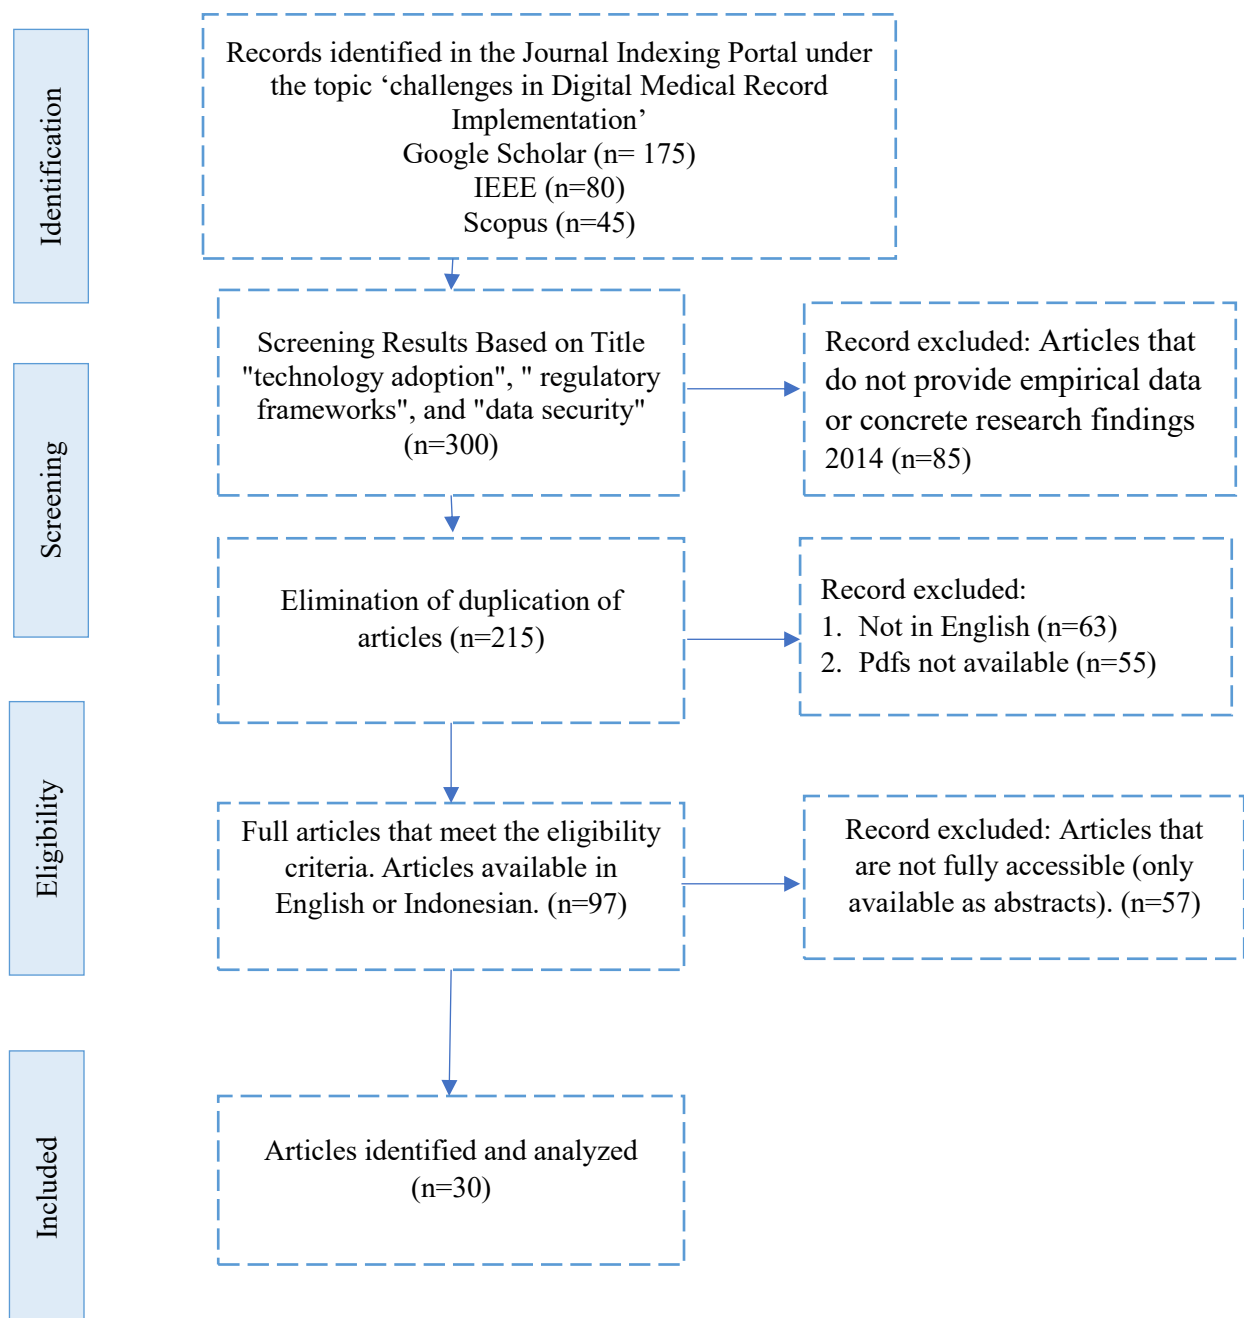 Identification
Records identified in the Journal Indexing Portal under
the topic ‘challenges in Digital Medical Record
Implementation’
Google Scholar (n= 175)
IEEE (n=80)
Scopus (n=45)
Screening
Screening Results Based on Title
"technology adoption", " regulatory
frameworks", and "data security"
(n=300)
Record excluded: Articles that
do not provide empirical data
or concrete research findings
2014 (n=85)
Elimination of duplication of
articles (n=215)
Record excluded:
1. Not in English (n=63)
2. Pdfs not available (n=55)
Eligibility
Full articles that meet the eligibility
criteria. Articles available in
English or Indonesian. (n=97)
Record excluded: Articles that
are not fully accessible (only
available as abstracts). (n=57)
Included
Articles identified and analyzed
(n=30)